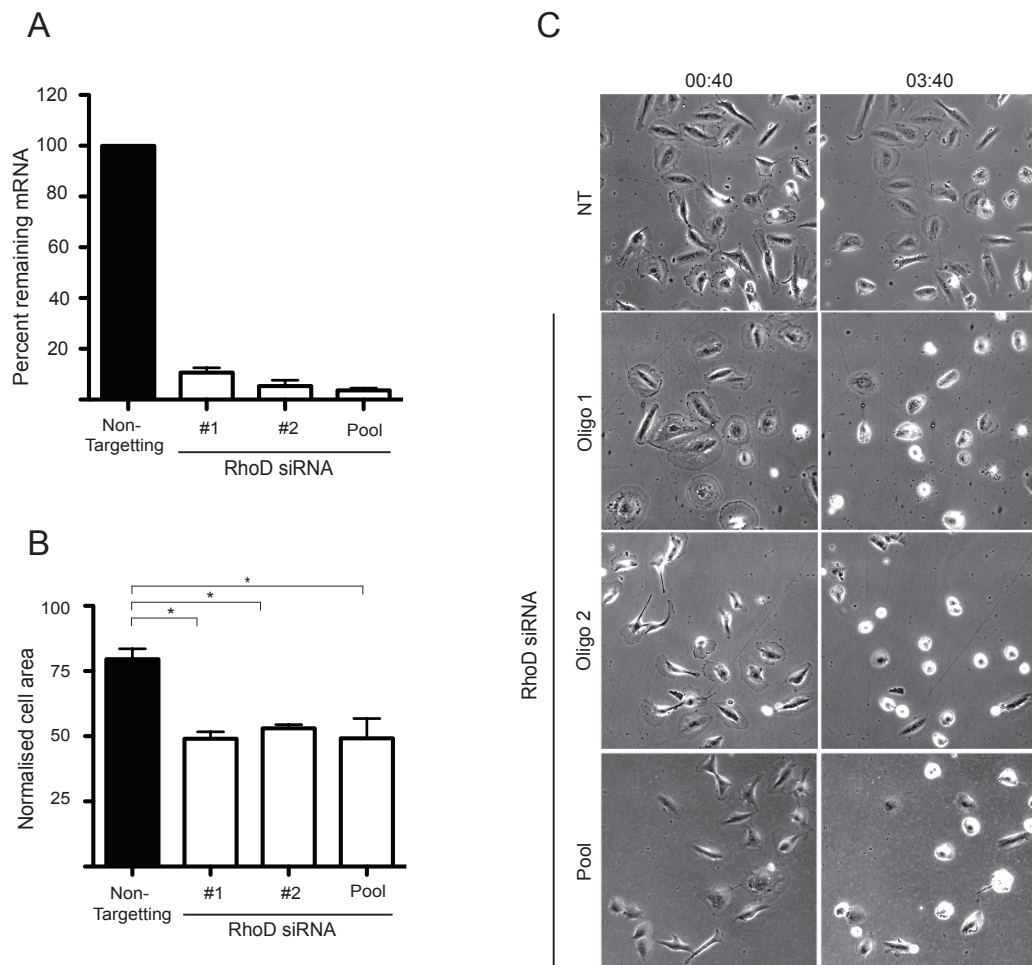 A
120
100
80
60
40
20
Percent remaining mRNA
Non-
Targetting
#1
#2
Pool
RhoD siRNA
B
100
75
50
25
Normalised cell area
*
*
*
Non-
Targetting
#1
#2
Pool
RhoD siRNA
C
00:40
03:40
NT
Oligo 1
Oligo 2
Pool
RhoD siRNA